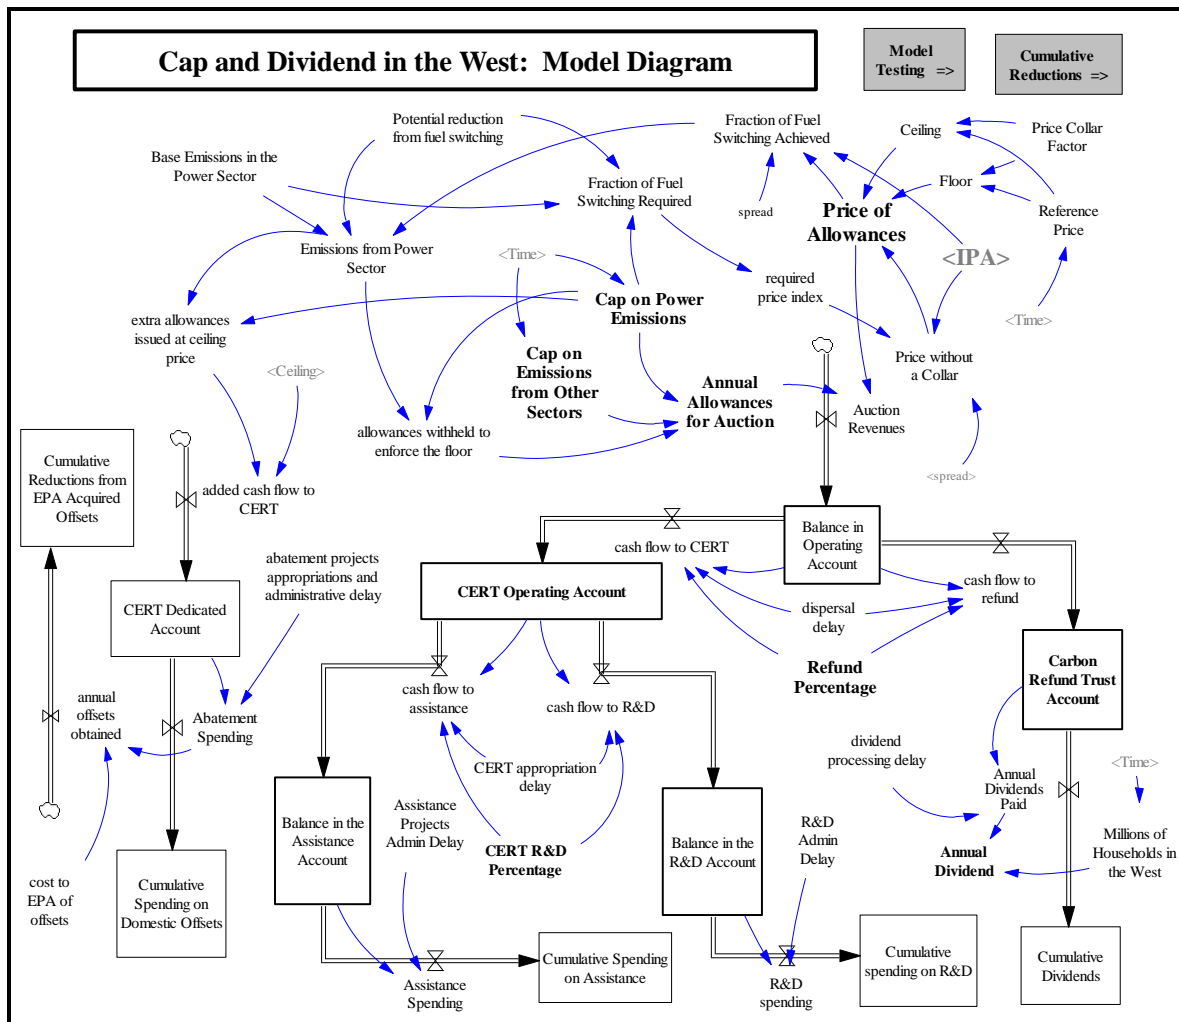 Cap and Dividend in the West: Model Diagram
Model
Testing =>
Cumulative
Reductions =>
Potential reduction
from fuel switching
Fraction of Fuel
Switching Achieved
Ceiling
Price Collar
Factor
Base Emissions in the
Power Sector
Fraction of Fuel
Switching Required
Floor
spread
Price of
Allowances
Reference
Price
Emissions from Power
Sector
<Time>
<IPA>
required
price index
Cap on Power
Emissions
extra allowances
issued at ceiling
price
<Time>
Cap on
Emissions
from Other
Sectors
Price without
a Collar
<Ceiling>
Annual
Allowances
for Auction
Auction
Revenues
allowances withheld to
enforce the floor
Cumulative
Reductions from
EPA Acquired
Offsets
added cash flow to
CERT
<spread>
Balance in
Operating
Account
cash flow to CERT
abatement projects
appropriations and
administrative delay
CERT Operating Account
cash flow to
refund
CERT Dedicated
Account
dispersal
delay
Refund
Percentage
Carbon
Refund Trust
Account
cash flow to
assistance
cash flow to R&D
annual
offsets
obtained
Abatement
Spending
dividend
processing delay
<Time>
CERT appropriation
delay
Annual
Dividends
Paid
Assistance
Projects
Admin Delay
R&D
Admin
Delay
Balance in the
Assistance
Account
CERT R&D
Percentage
Balance in the
R&D Account
Annual
Dividend
Millions of
Households in
the West
cost to
EPA of
offsets
Cumulative
Spending on
Domestic Offsets
Cumulative Spending
on Assistance
Cumulative
spending on R&D
Cumulative
Dividends
Assistance
Spending
R&D
spending